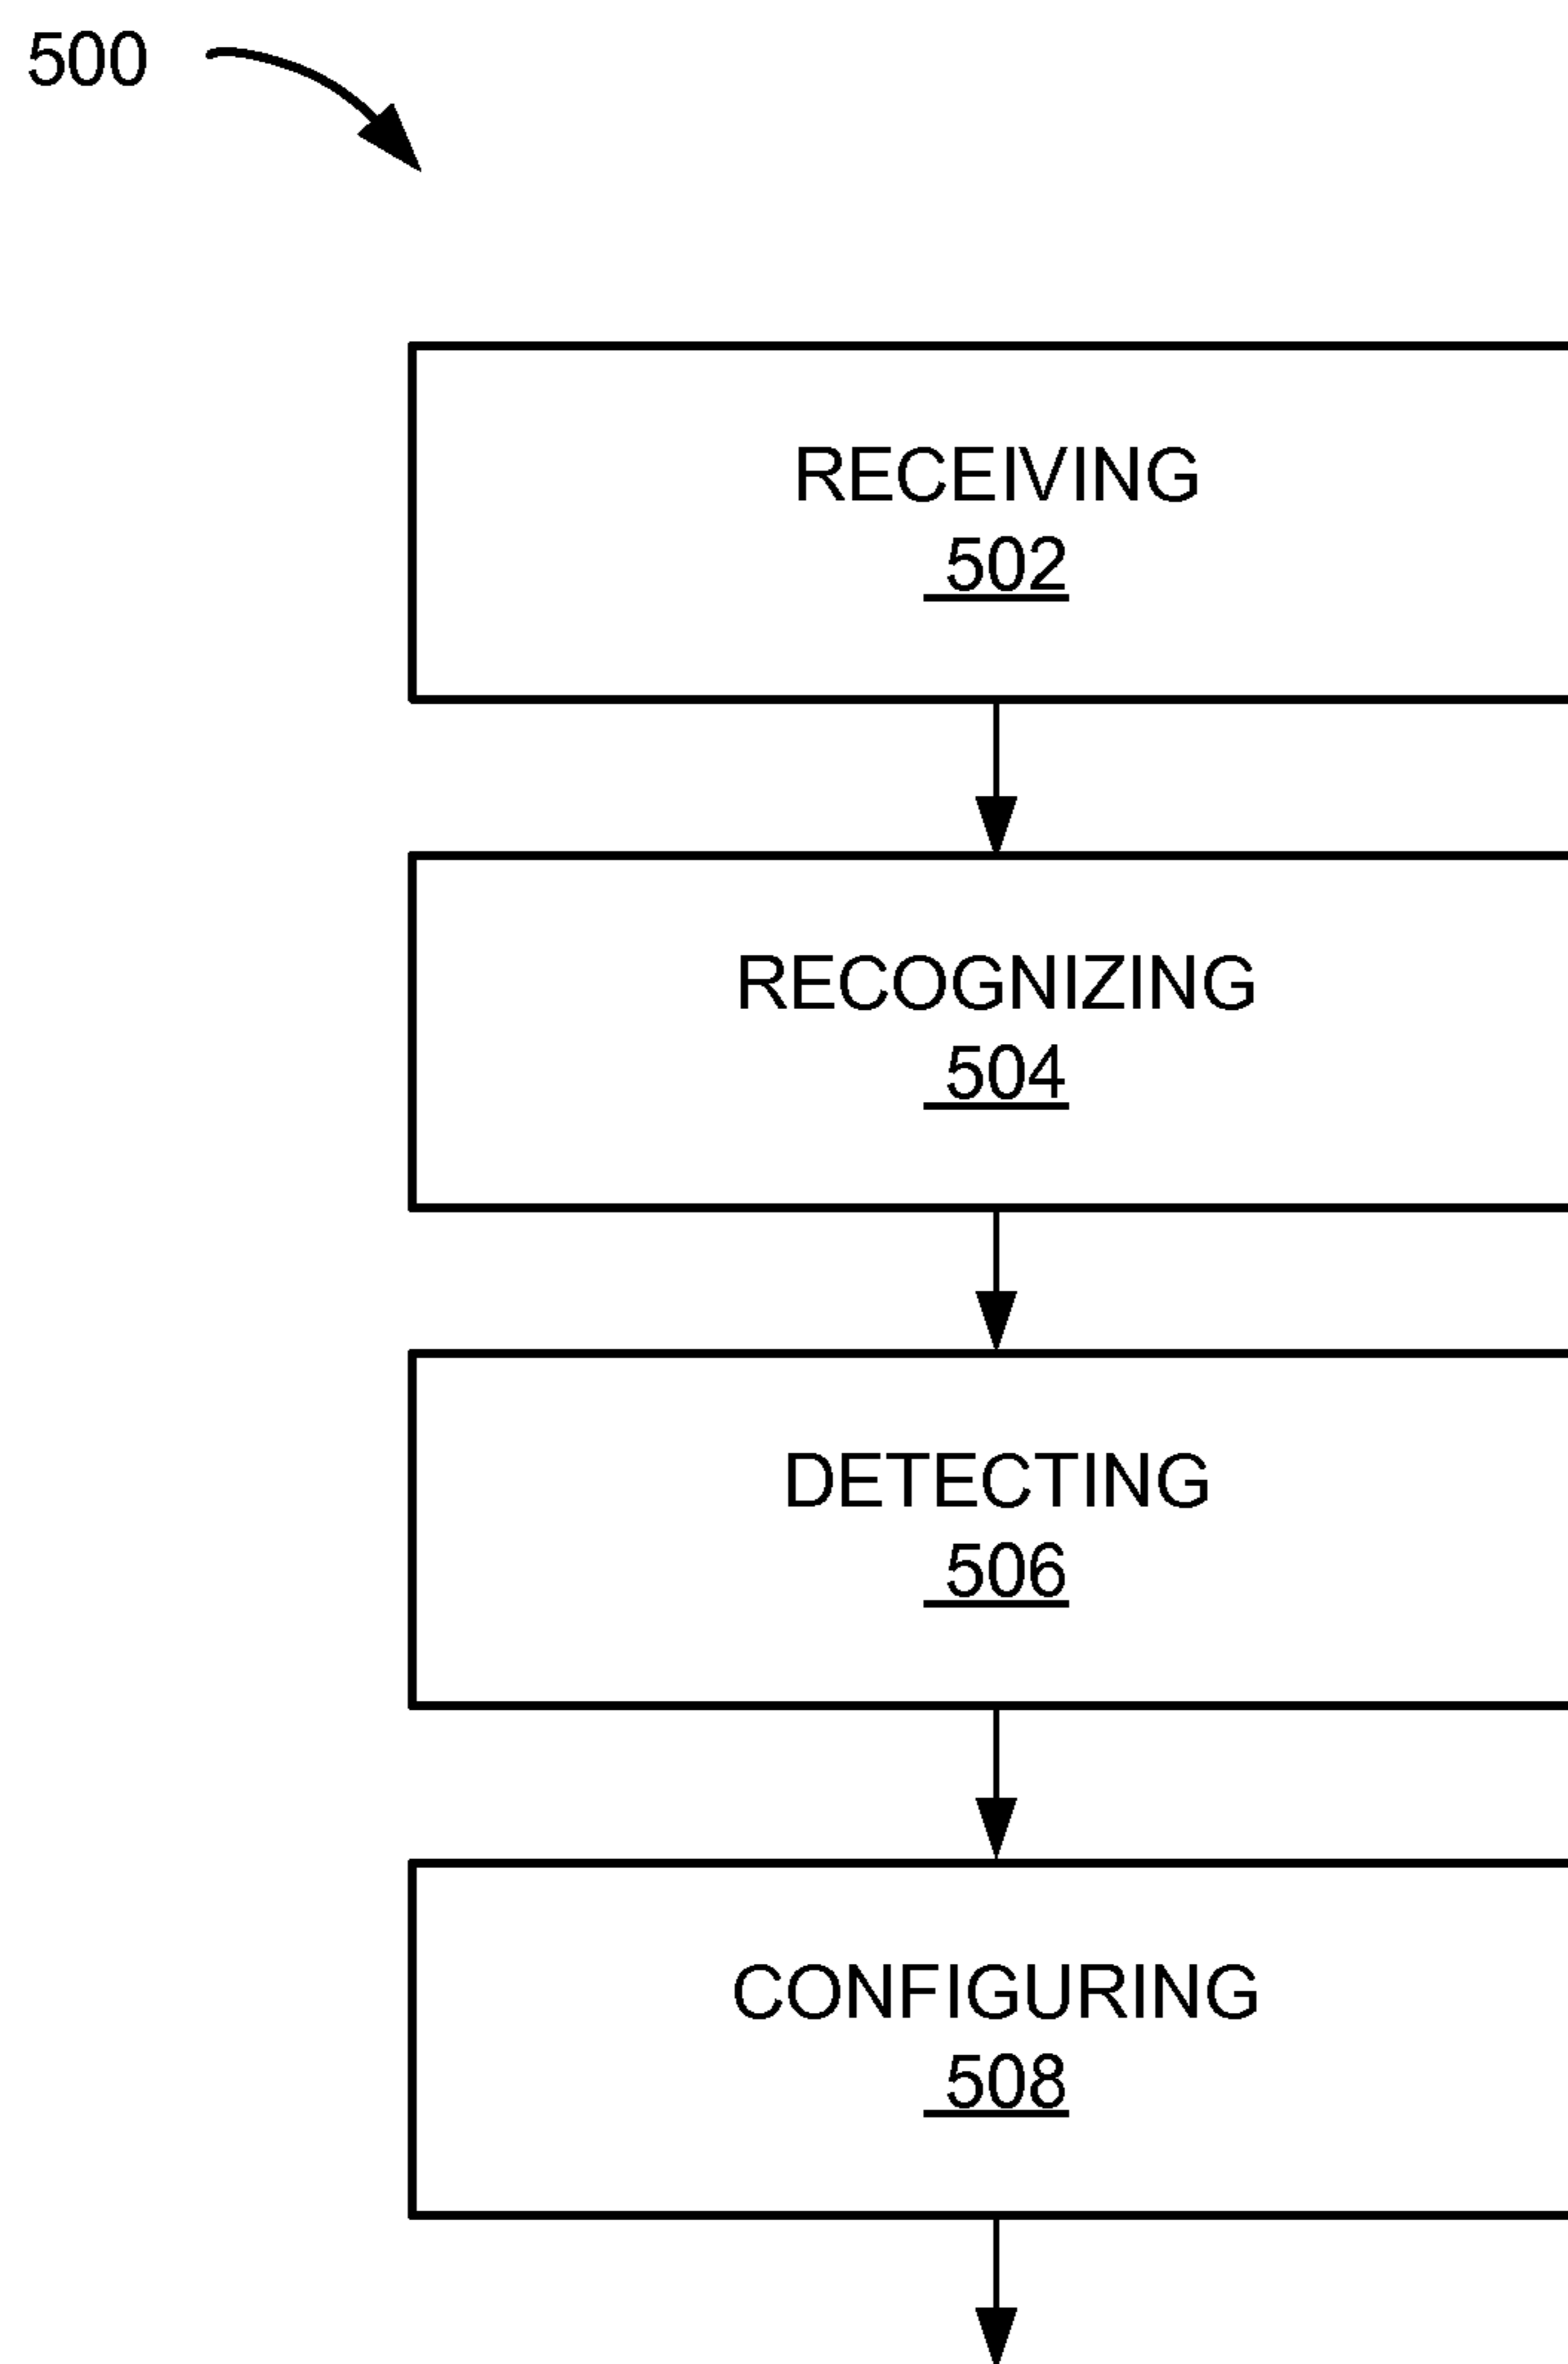 500
RECEIVING
502
RECOGNIZING
504
DETECTING
506
CONFIGURING
508